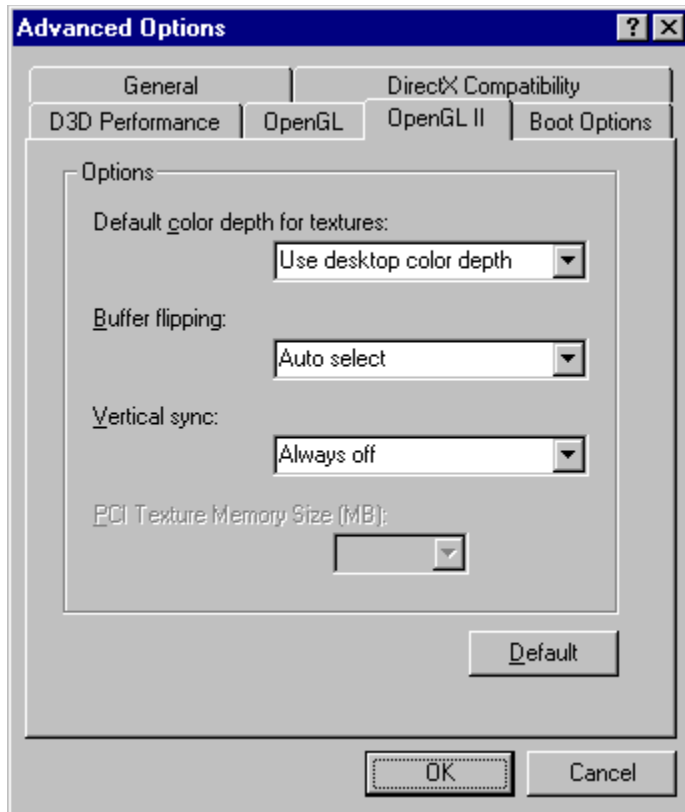 Advanced Options
General
DirectX Compatibility
D3D Performance
OpenGL
OpenGL II
Boot Options
Options
Default color depth for textures:
Use desktop color depth
Buffer flipping:
Auto select
Vertical sync:
Always off
PCI Texture Memory Size (MB):
Default
OK
Cancel